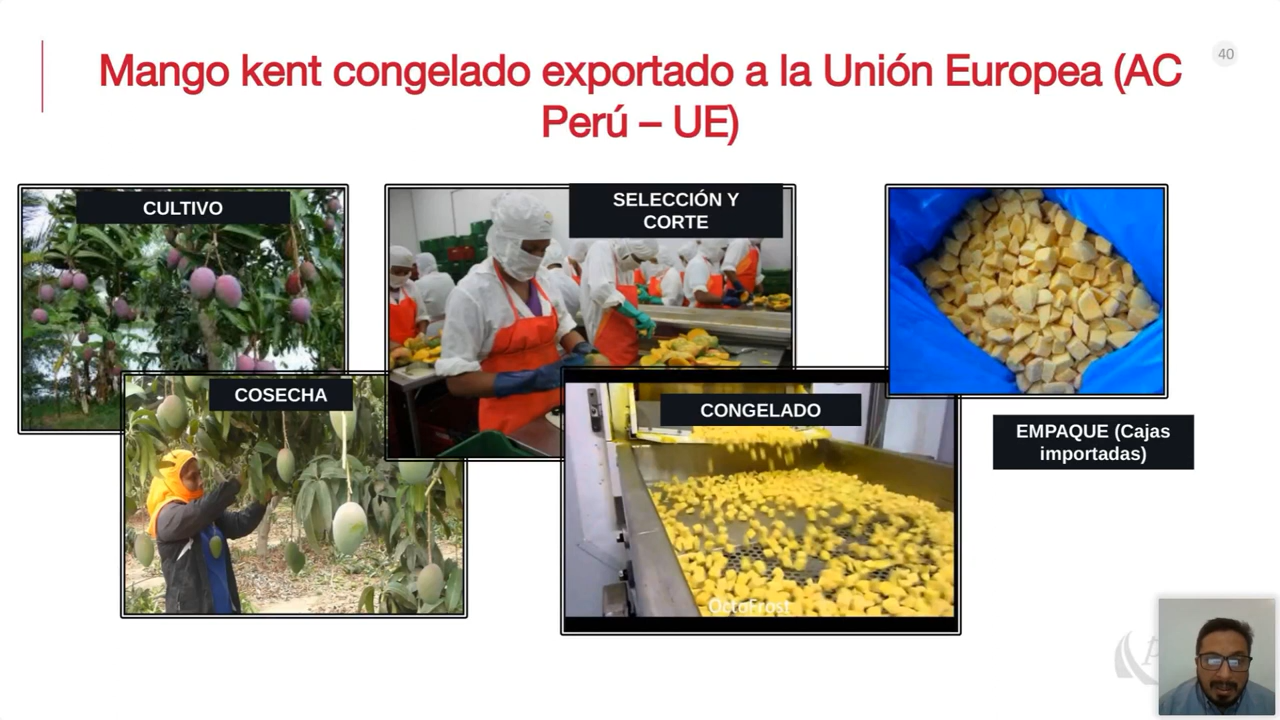 40
Mango kent congelado exportado a la Unión Europea (AC
Perú – UE)
CULTIVO
SELECCIÓN Y
CORTE
COSECHA
CONGELADO
EMPAQUE (Cajas
importadas)
OctoFrost